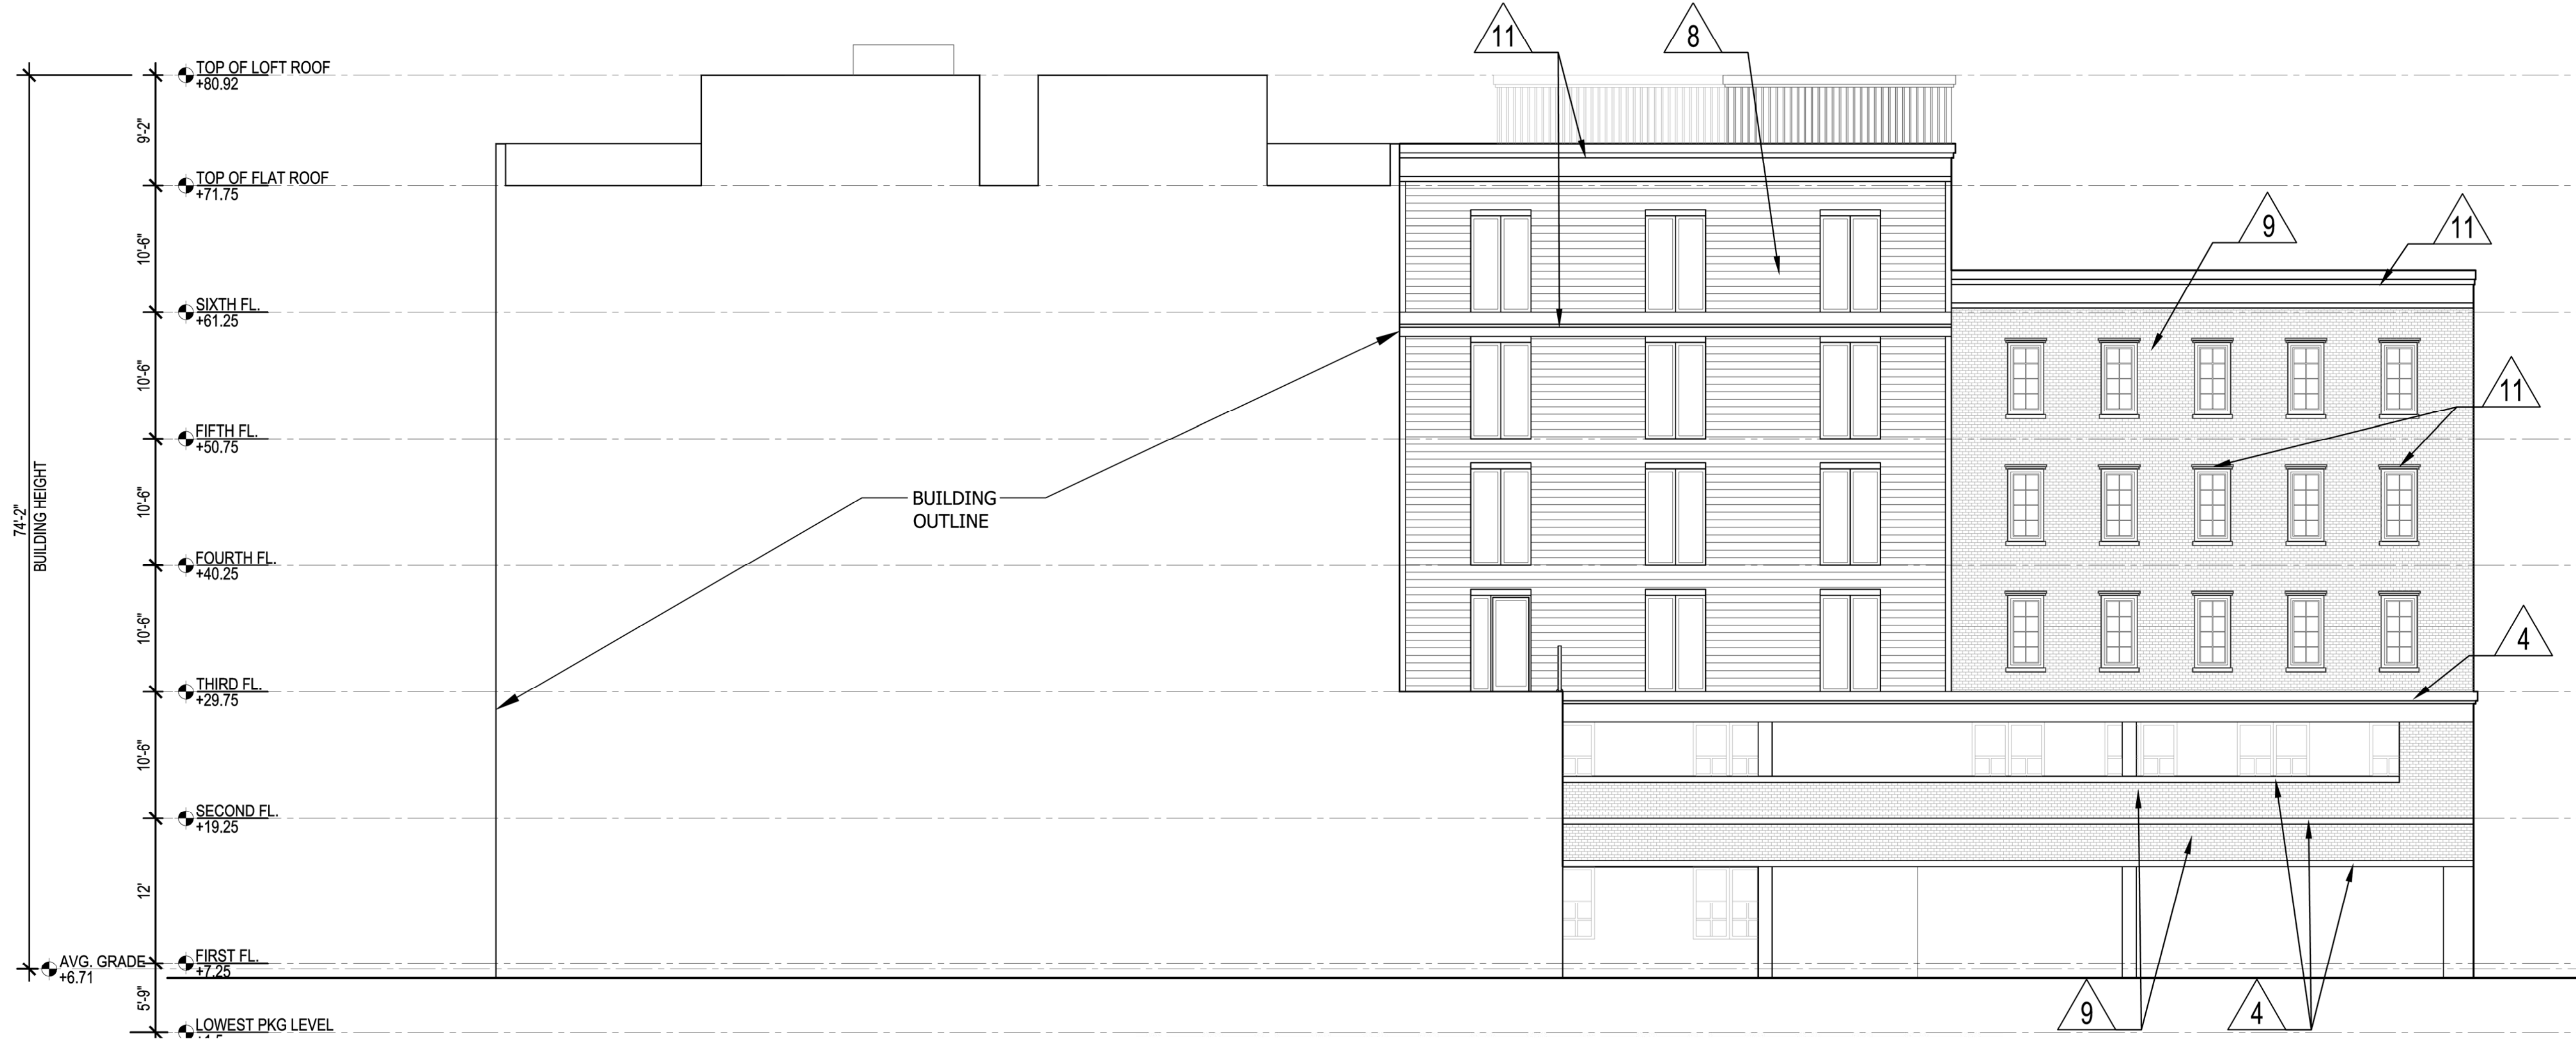 11
8
TOP OF LOFT ROOF
+80.92
9'-2"
TOP OF FLAT ROOF
+71.75
10'-6"
9
11
SIXTH FL.
+61.25
10'-6"
11
FIFTH FL.
+50.75
74'-2"
BUILDING HEIGHT
10'-6"
BUILDING
OUTLINE
FOURTH FL.
+40.25
10'-6"
4
THIRD FL.
+29.75
10'-6"
SECOND FL.
+19.25
12'
AVG. GRADE
+6.71
FIRST FL.
+7.25
5'-9"
9
4
LOWEST PKG LEVEL